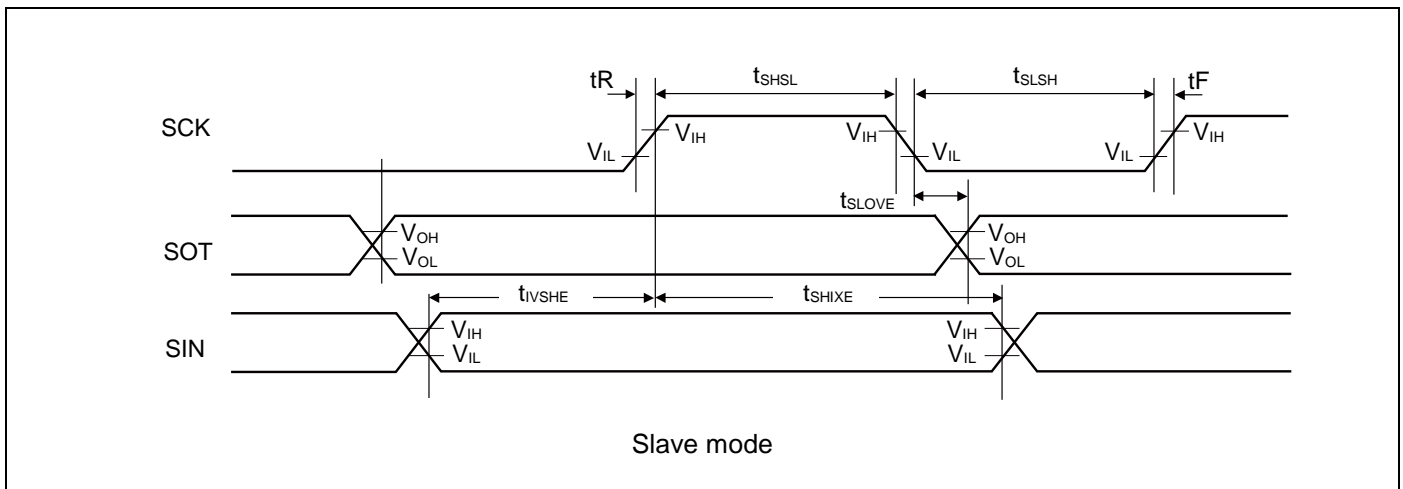 tR tSHSL tSLSH tF
SCK VIL VIH VIH VIL VIL VIH
tSLOVE
SOT VOH VOL VOH VOL
tIVSHE tSHIXE
SIN VIH VIL VIH VIL
Slave mode